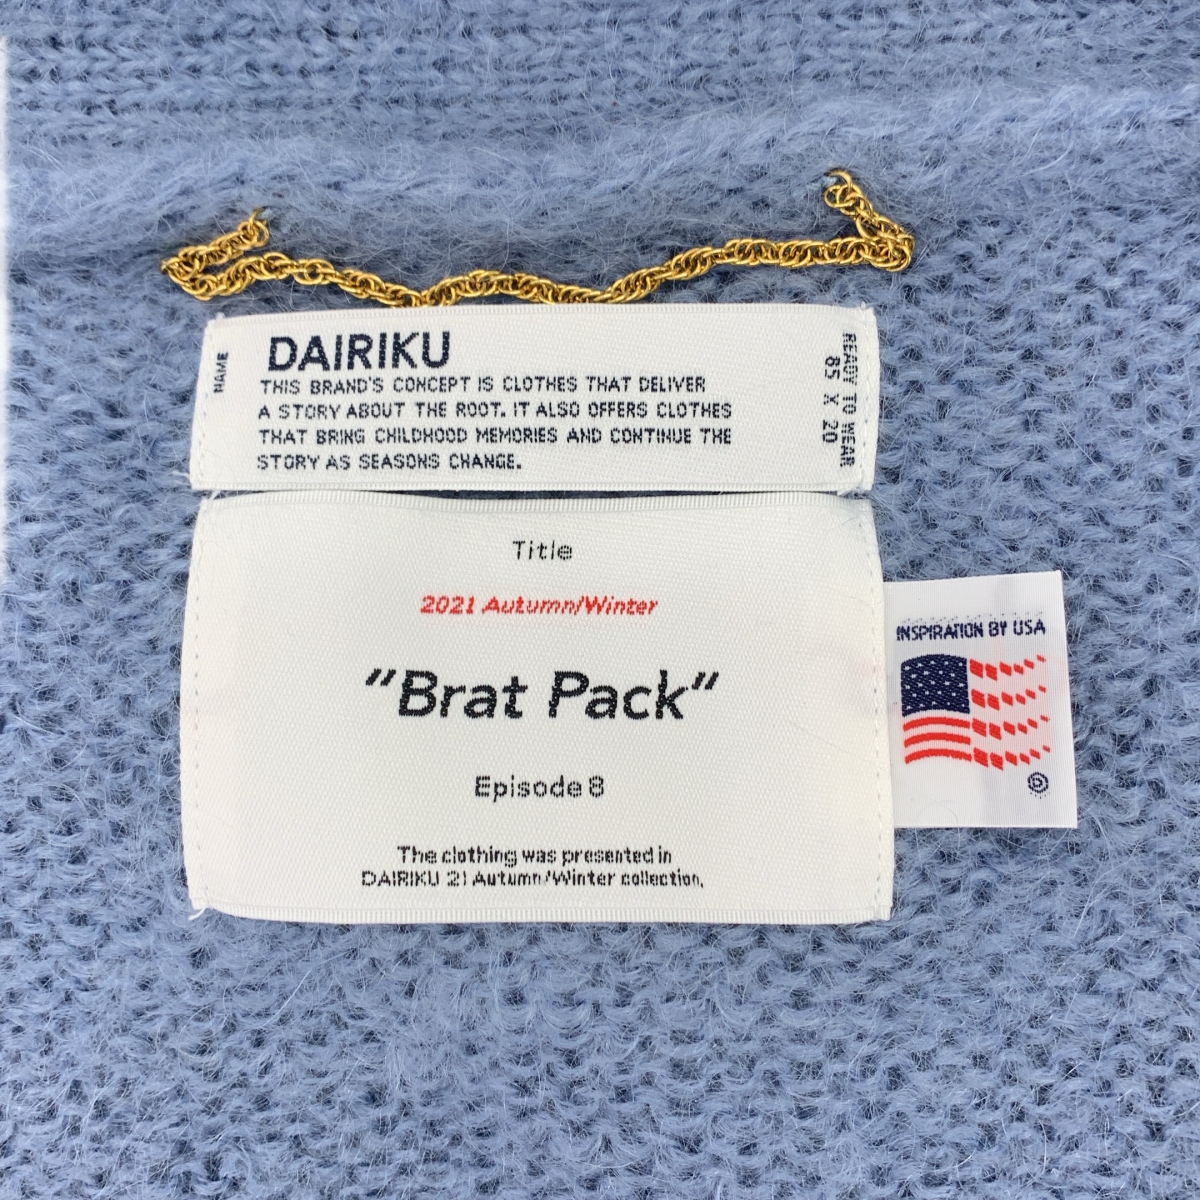 NAME
DAIRIKU
THIS BRAND'S CONCEPT IS CLOTHES THAT DELIVER
A STORY ABOUT THE ROOT. IT ALSO OFFERS CLOTHES
THAT BRING CHILDHOOD MEMORIES AND CONTINUE THE
STORY AS SEASONS CHANGE.
READY TO WEAR
85 X 20
Title
2021 Autumn/Winter
"Brat Pack"
Episode 8
The clothing was presented in
DAIRIKU 21 Autumn/Winter collection.
INSPIRATION BY USA